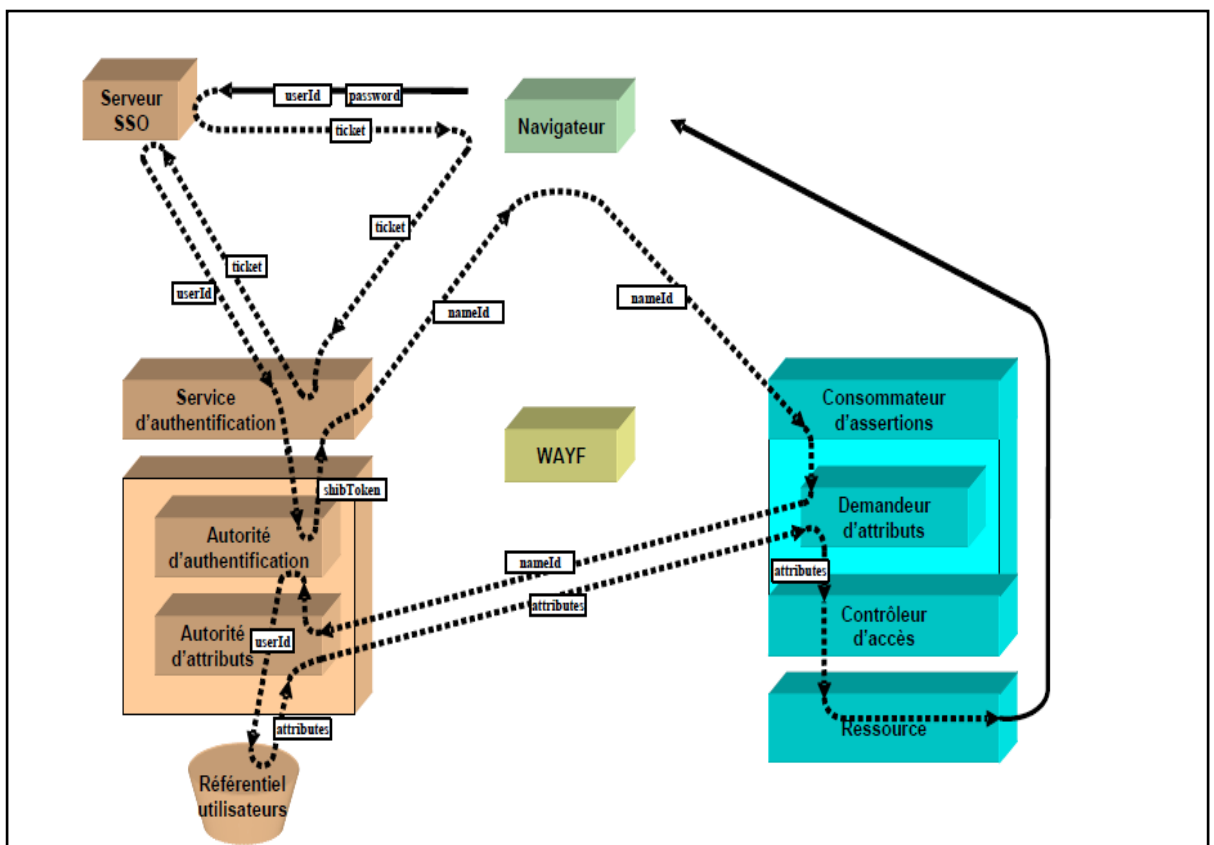 Serveur
SSO
userId
password
ticket
Navigateur
ticket
ticket
userId
nameId
nameId
Service
d'authentification
Consommateur
d'assertions
WAYF
shibToken
Autorité
d'authentification
Demandeur
d'attributs
nameId
attributes
attributes
Autorité
d'attributs
userId
Contrôleur
d'accès
attributes
Ressource
Référentiel
utilisateurs